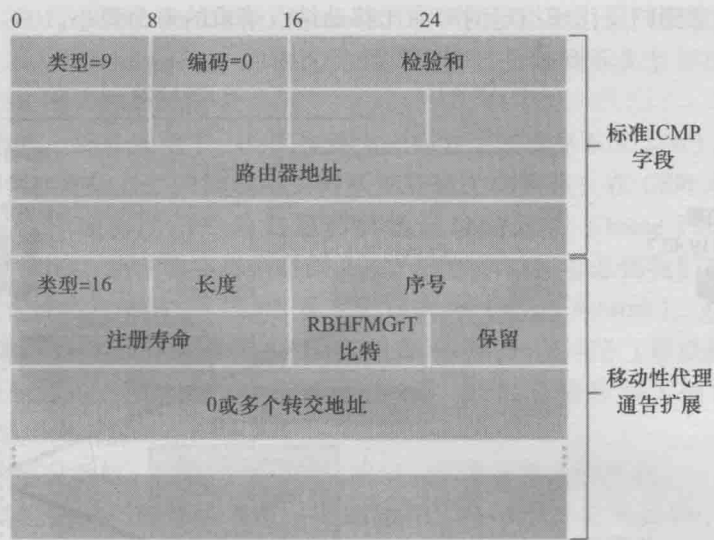 0 8 16 24
类型=9 编码=0 检验和
路由器地址
标准ICMP
字段
类型=16 长度 序号
注册寿命 RBHFMGrT
比特 保留
0或多个转交地址
移动性代理
通告扩展